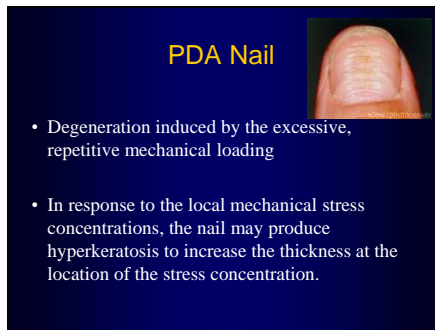 PDA Nail
• Degeneration induced by the excessive,
repetitive mechanical loading
• In response to the local mechanical stress
concentrations, the nail may produce
hyperkeratosis to increase the thickness at the
location of the stress concentration.